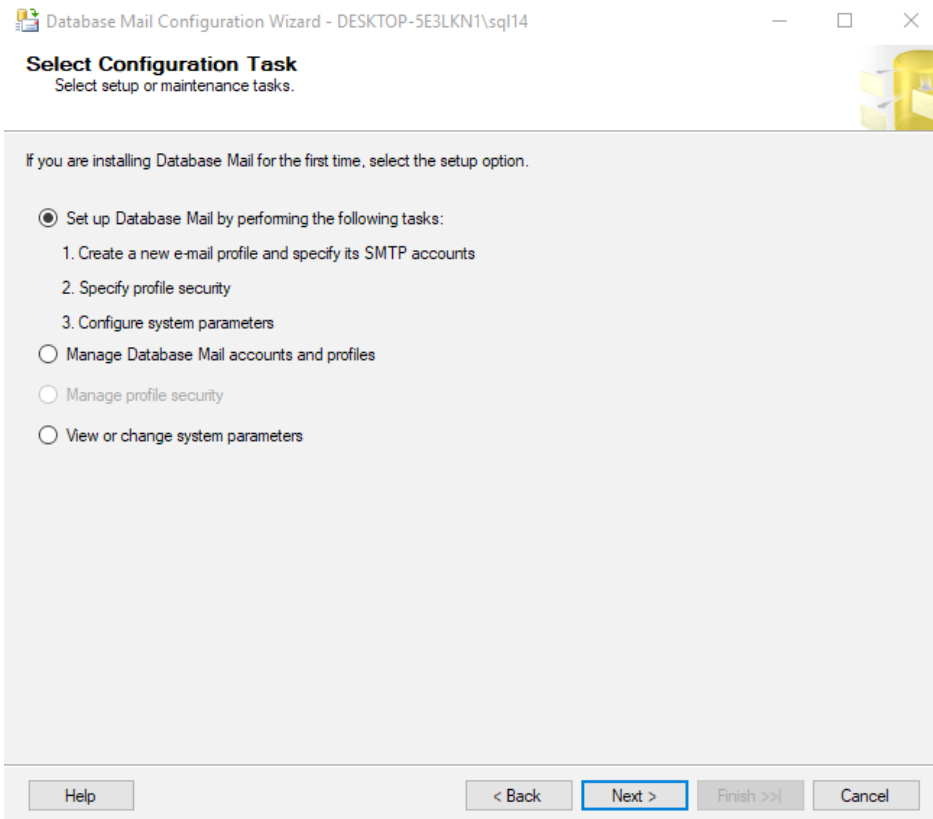 Database Mail Configuration Wizard - DESKTOP-5E3LKN1\sql14
Select Configuration Task
Select setup or maintenance tasks.
If you are installing Database Mail for the first time, select the setup option.
Set up Database Mail by performing the following tasks:
1. Create a new e-mail profile and specify its SMTP accounts
2. Specify profile security
3. Configure system parameters
Manage Database Mail accounts and profiles
Manage profile security
View or change system parameters
Help < Back Next > Finish >>| Cancel